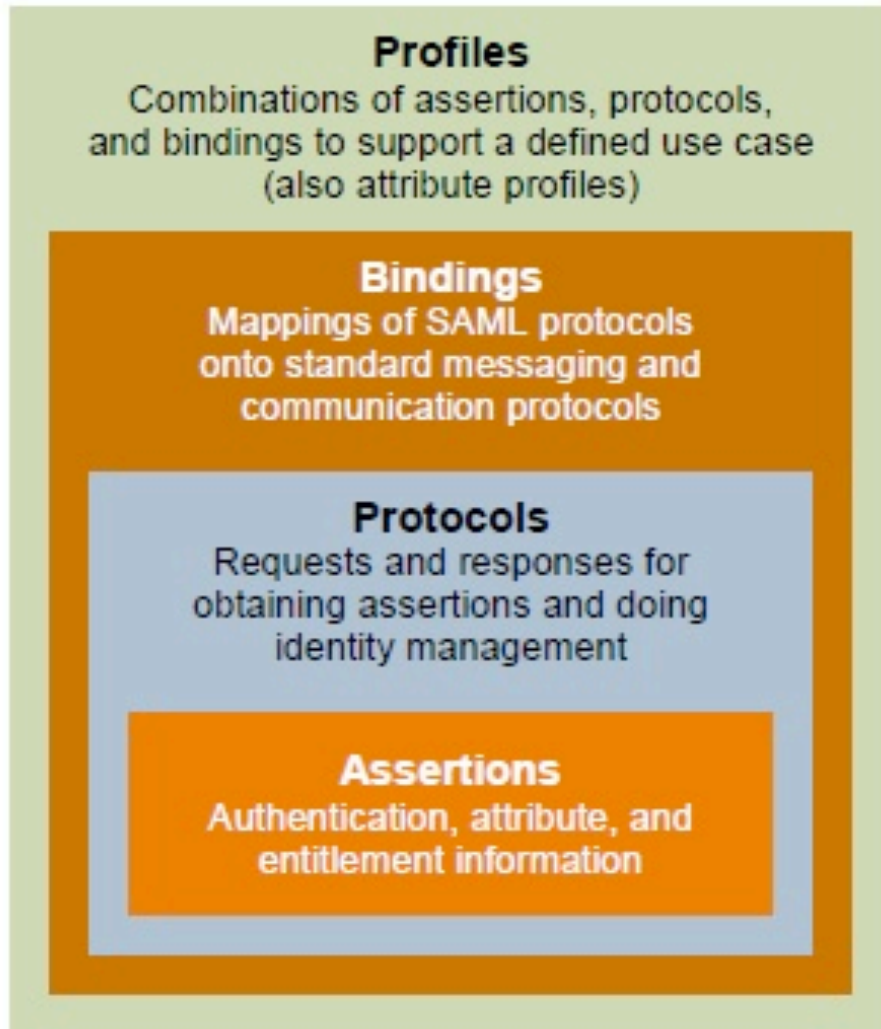 Profiles
Combinations of assertions, protocols,
and bindings to support a defined use case
(also attribute profiles)
Bindings
Mappings of SAML protocols
onto standard messaging and
communication protocols
Protocols
Requests and responses for
obtaining assertions and doing
identity management
Assertions
Authentication, attribute, and
entitlement information